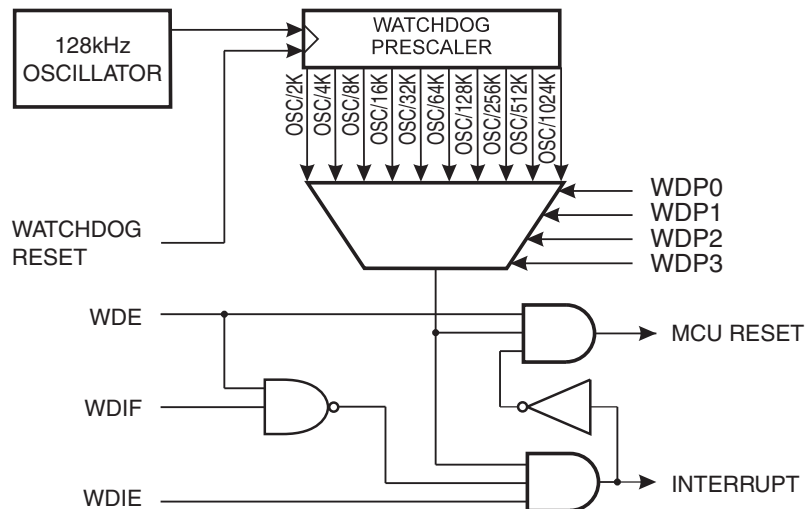 128kHz
OSCILLATOR
WATCHDOG
PRESCALER
OSC/2K
OSC/4K
OSC/8K
OSC/16K
OSC/32K
OSC/64K
OSC/128K
OSC/256K
OSC/512K
OSC/1024K
WDP0
WDP1
WDP2
WDP3
WATCHDOG
RESET
WDE
MCU RESET
WDIF
WDIE
INTERRUPT